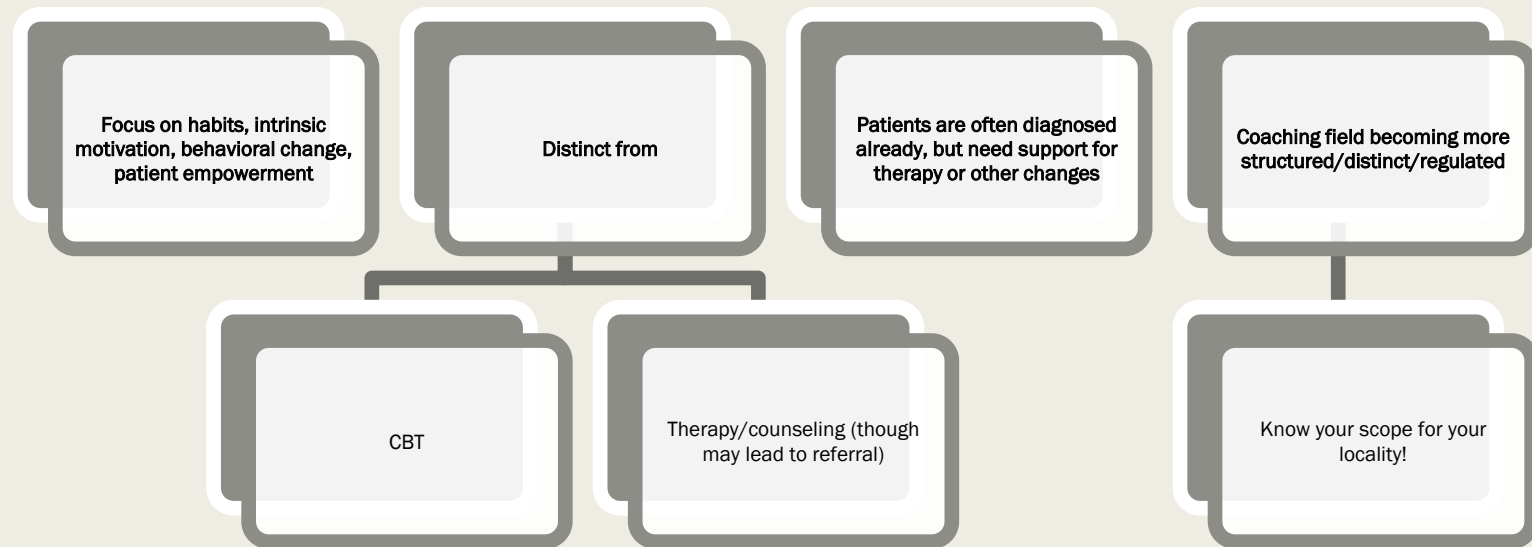 Focus on habits, intrinsic
motivation, behavioral change,
patient empowerment
Distinct from
Patients are often diagnosed
already, but need support for
therapy or other changes
Coaching field becoming more
structured/distinct/regulated
CBT
Therapy/counseling (though
may lead to referral)
Know your scope for your
locality!